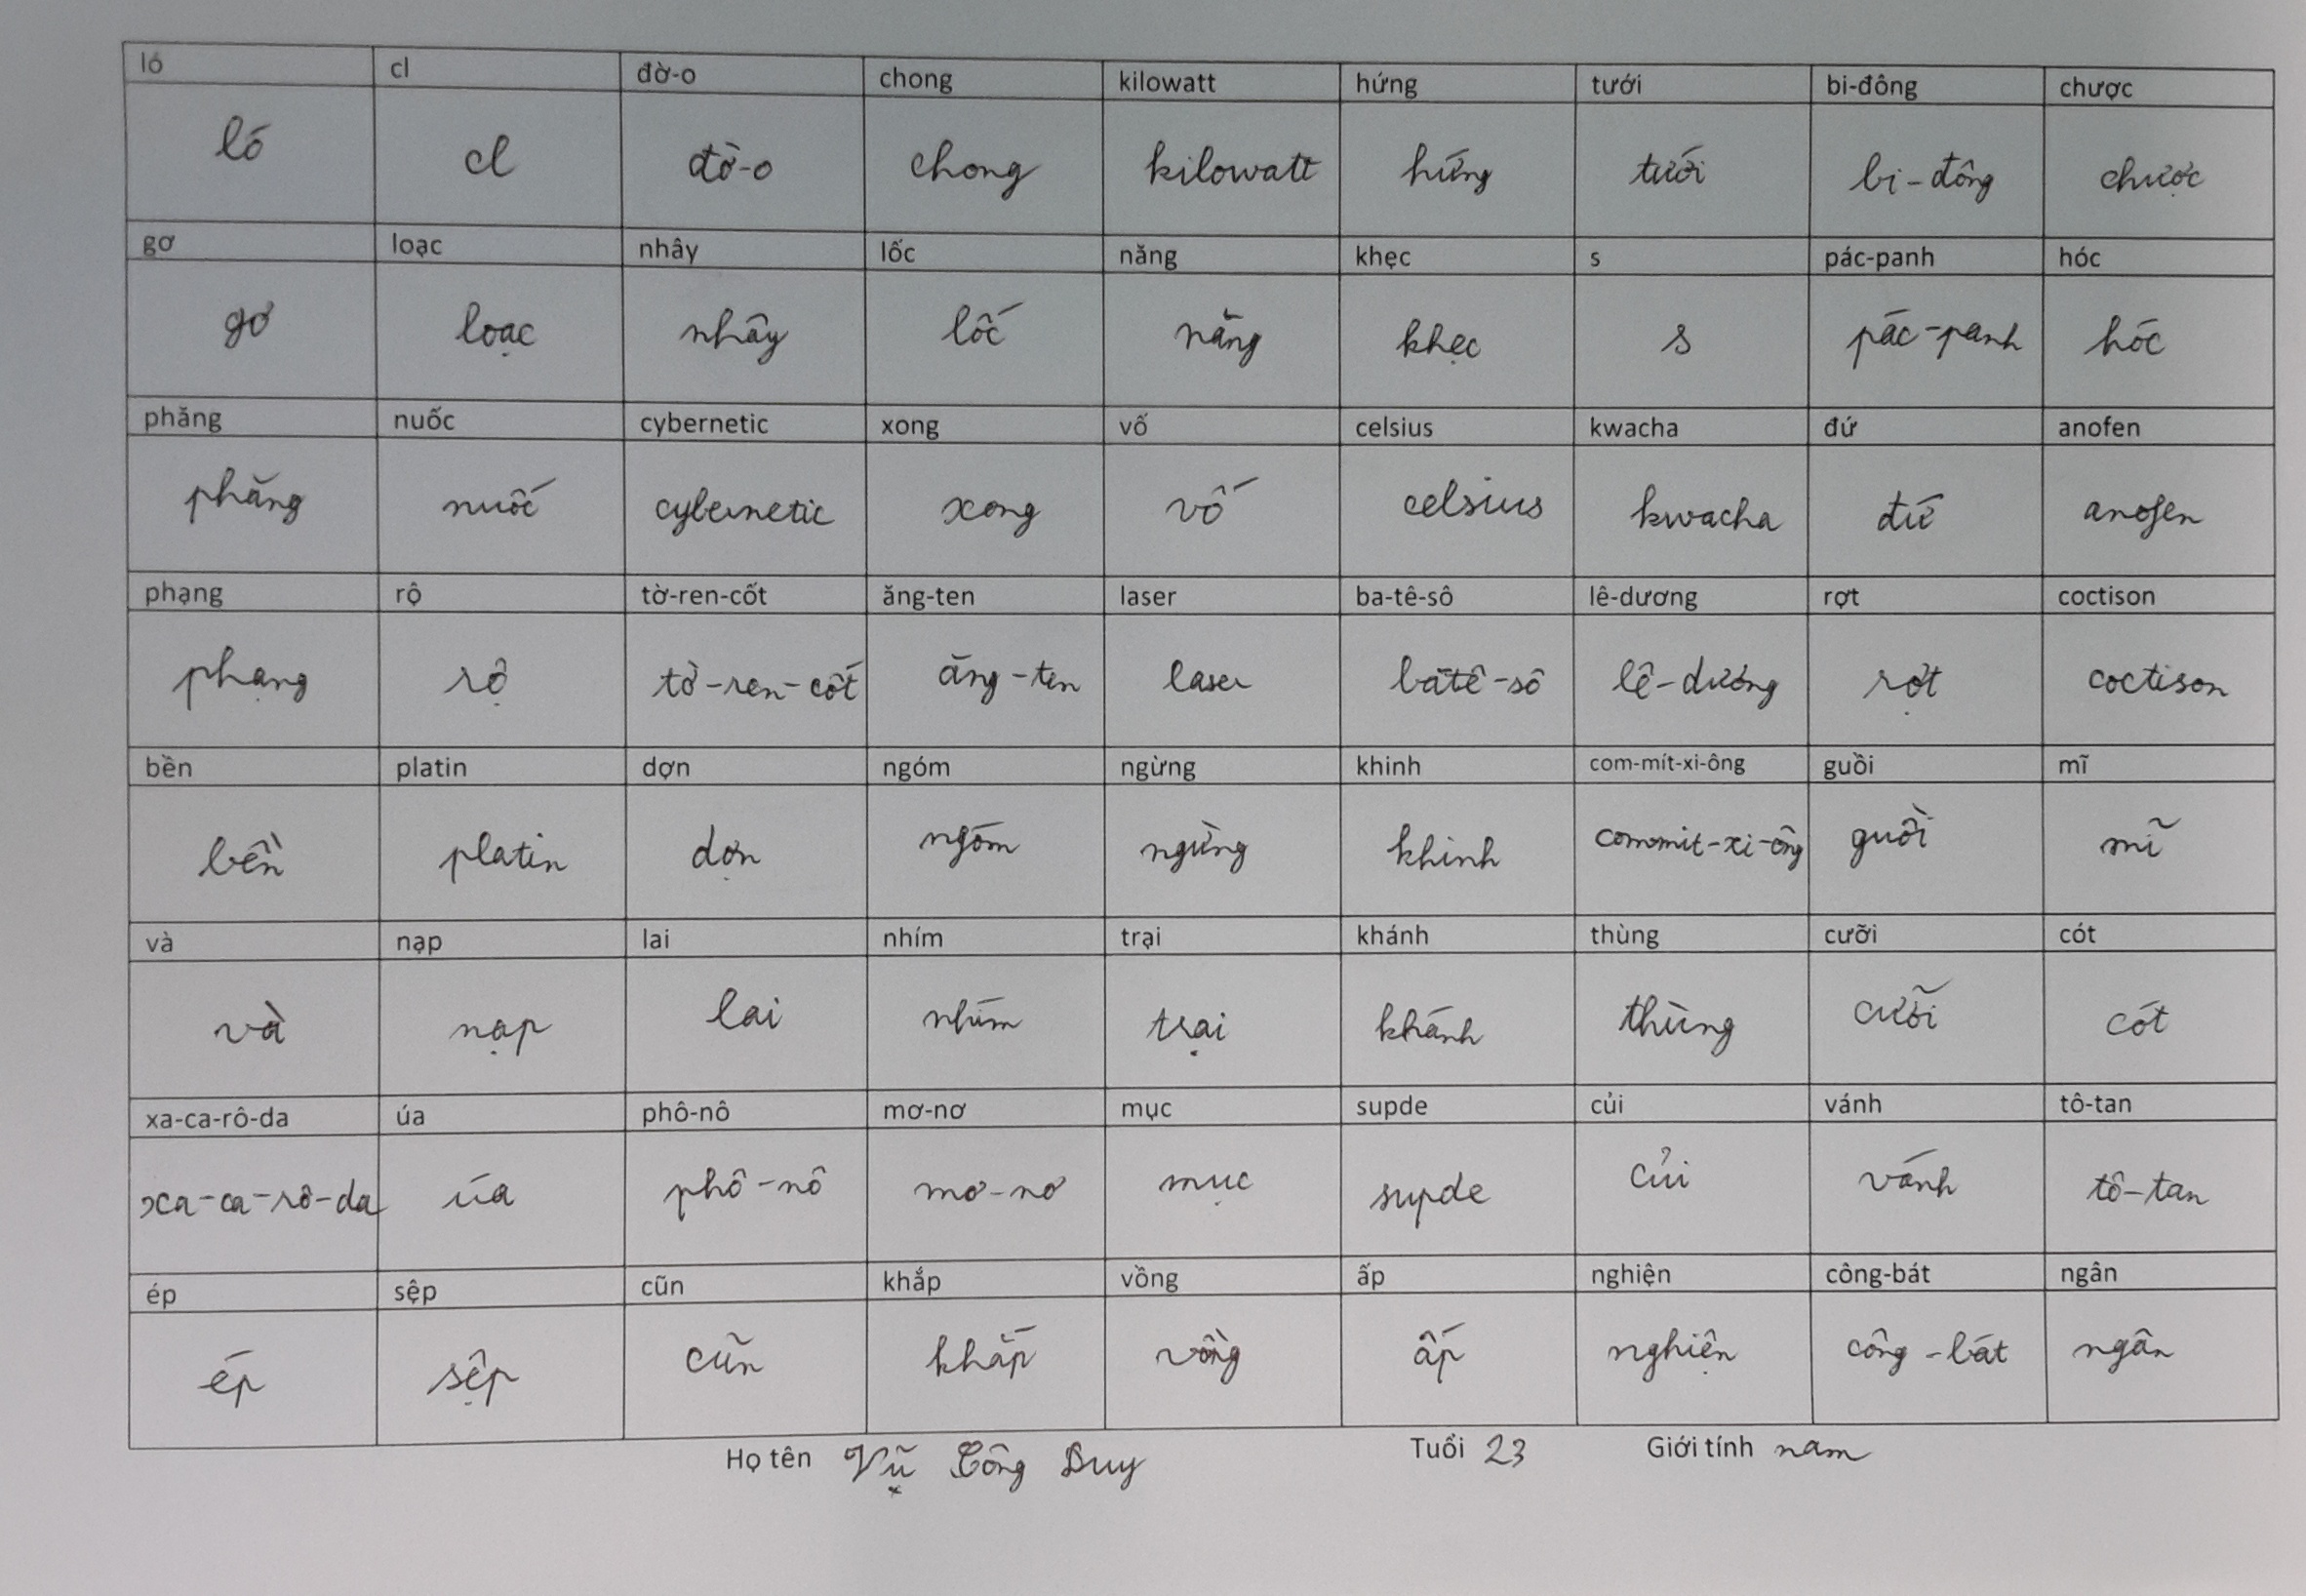 ló cl đờ-o chong kilowatt hứng tưới bi-đông chược
ló cl đờ-o chong kilowatt hứng tưới bi-đông chược
gơ loạc nhây lốc năng khẹc s pác-panh hóc
gơ loạc nhây lốc năng khẹc s pác-panh hóc
phăng nuốc cybernetic xong vố celsius kwacha đứ anofen
phăng nuốc cybernetic xong vố celsius kwacha đứ anofen
phạng rộ tờ-ren-cốt ăng-ten laser ba-tê-sô lê-dương rợt coctison
phạng rộ tờ-ren-cốt ăng-ten laser batê-sô lê-dương rợt coctison
bền platin dợn ngóm ngừng khinh com-mít-xi-ông guồi mĩ
bền platin dợn ngóm ngừng khinh commit-xi-ông guồi mĩ
và nạp lai nhím trại khánh thùng cưỡi cót
và nạp lai nhím trại khánh thùng cưỡi cót
xa-ca-rô-da úa phô-nô mơ-nơ mục supde củi vánh tô-tan
xa-ca-rô-da úa phô-nô mơ-nơ mục supde củi vánh tô-tan
ép sệp cũn khắp vồng ấp nghiện công-bát ngân
ép sệp cũn khắp vồng ấp nghiện công-bát ngân
Họ tên Vũ Công Duy Tuổi 23 Giới tính nam